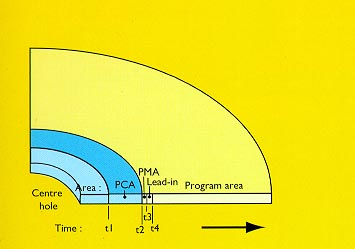 PMA
Lead-in
Area : PCA Program area
Centre
hole
Time : t1 t2 t3 t4